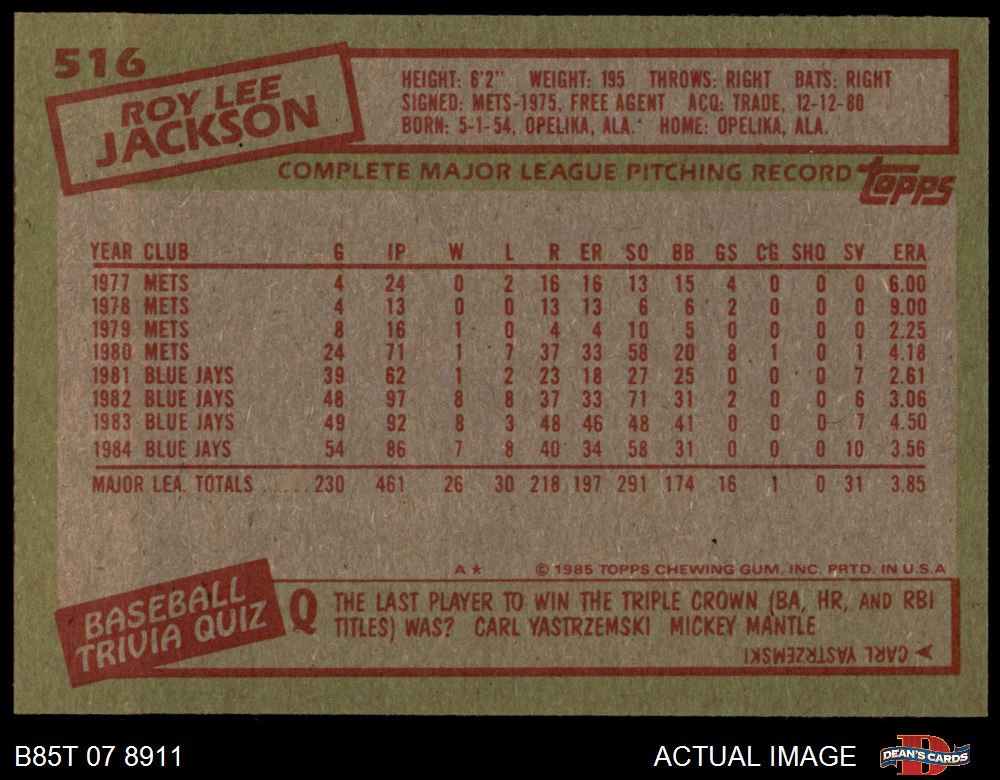 516
ROY LEE
JACKSON
HEIGHT: 6'2" WEIGHT: 195 THROWS: RIGHT BATS: RIGHT
SIGNED: METS-1975, FREE AGENT ACQ: TRADE, 12-12-80
BORN: 5-1-54, OPELIKA, ALA. HOME: OPELIKA, ALA.
COMPLETE MAJOR LEAGUE PITCHING RECORD topps
YEAR CLUB G IP W L R ER SO BB GS CG SHO SV ERA
1977 METS 4 24 0 2 16 16 13 15 4 0 0 0 6.00
1978 METS 4 13 0 0 13 13 6 6 2 0 0 0 9.00
1979 METS 8 16 1 0 4 4 10 5 0 0 0 0 2.25
1980 METS 24 71 1 7 37 33 58 20 8 1 0 1 4.18
1981 BLUE JAYS 39 62 1 2 23 18 27 25 0 0 0 7 2.61
1982 BLUE JAYS 48 97 8 8 37 33 71 31 2 0 0 6 3.06
1983 BLUE JAYS 49 92 8 3 48 46 48 41 0 0 0 7 4.50
1984 BLUE JAYS 54 86 7 8 40 34 58 31 0 0 0 10 3.56
MAJOR LEA. TOTALS ......230 461 26 30 218 197 291 174 16 1 0 31 3.85
A* ©1985 TOPPS CHEWING GUM, INC. PRTD. IN U.S.A
BASEBALL
TRIVIA QUIZ
Q THE LAST PLAYER TO WIN THE TRIPLE CROWN (BA, HR, AND RBI
TITLES) WAS? CARL YASTRZEMSKI MICKEY MANTLE
CARL YASTRZEMSKI
B85T 07 8911 ACTUAL IMAGE DEAN'S CARDS